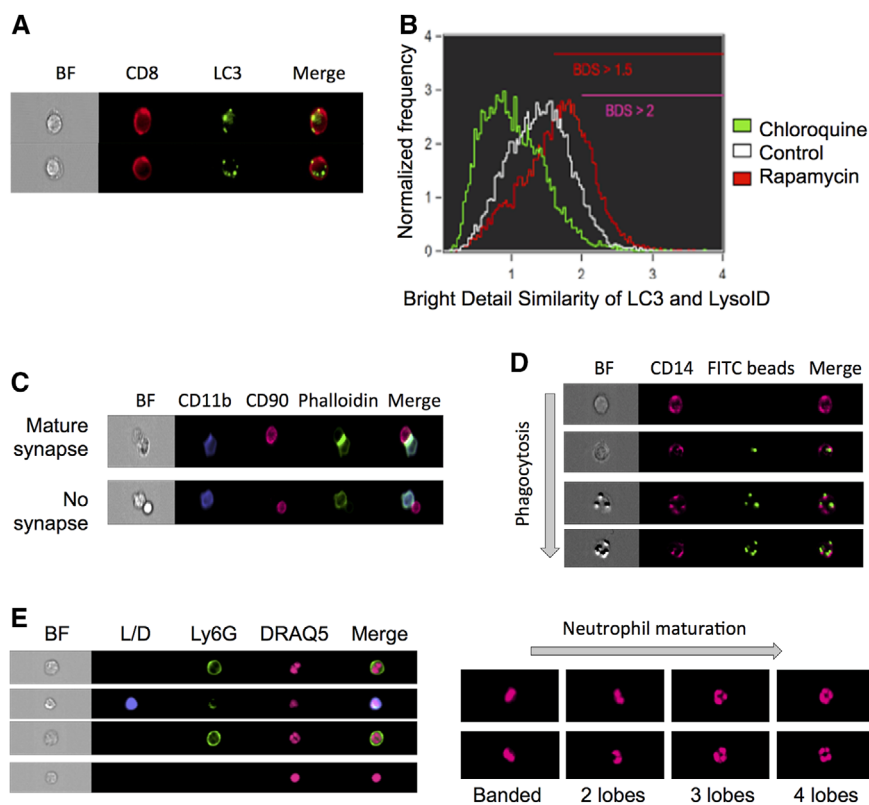 A
BF CD8 LC3 Merge
B
Normalized frequency
4
3
2
1
0
BDS > 1.5
BDS > 2
1 2 3 4
Bright Detail Similarity of LC3 and LysoID
Chloroquine
Control
Rapamycin
C
BF CD11b CD90 Phalloidin Merge
Mature
synapse
No
synapse
D
BF CD14 FITC beads Merge
Phagocytosis
E
BF L/D Ly6G DRAQ5 Merge
Neutrophil maturation
Banded 2 lobes 3 lobes 4 lobes